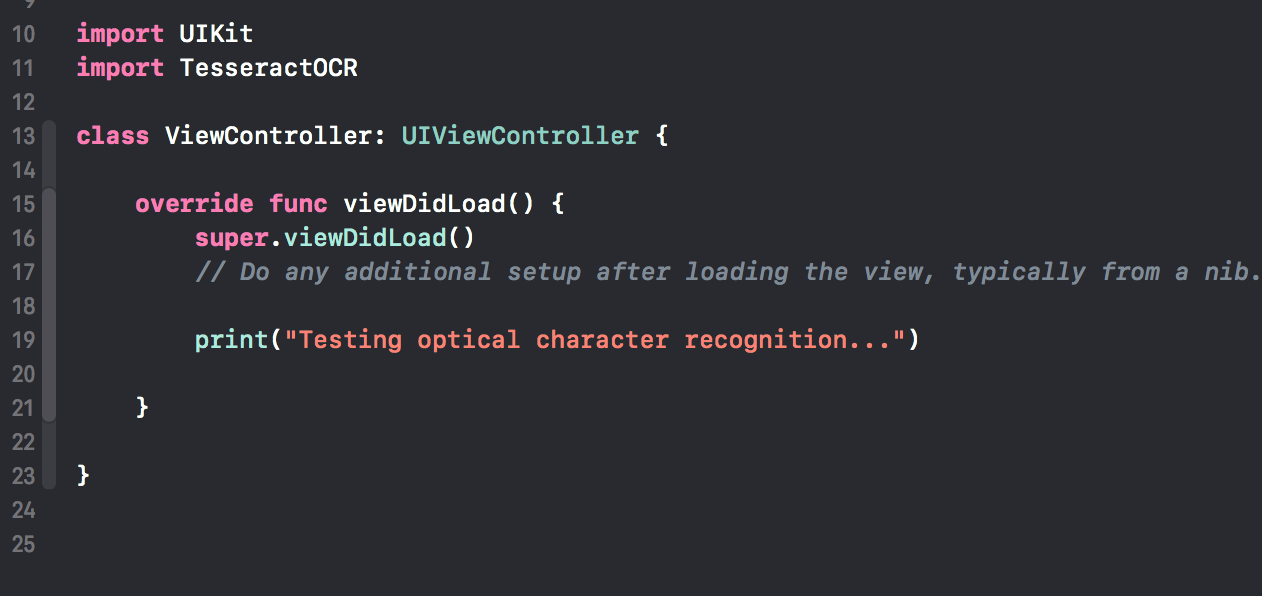 9
10 import UIKit
11 import TesseractOCR
12
13 class ViewController: UIViewController {
14
15     override func viewDidLoad() {
16         super.viewDidLoad()
17         // Do any additional setup after loading the view, typically from a nib.
18
19         print("Testing optical character recognition...")
20
21     }
22
23 }
24
25